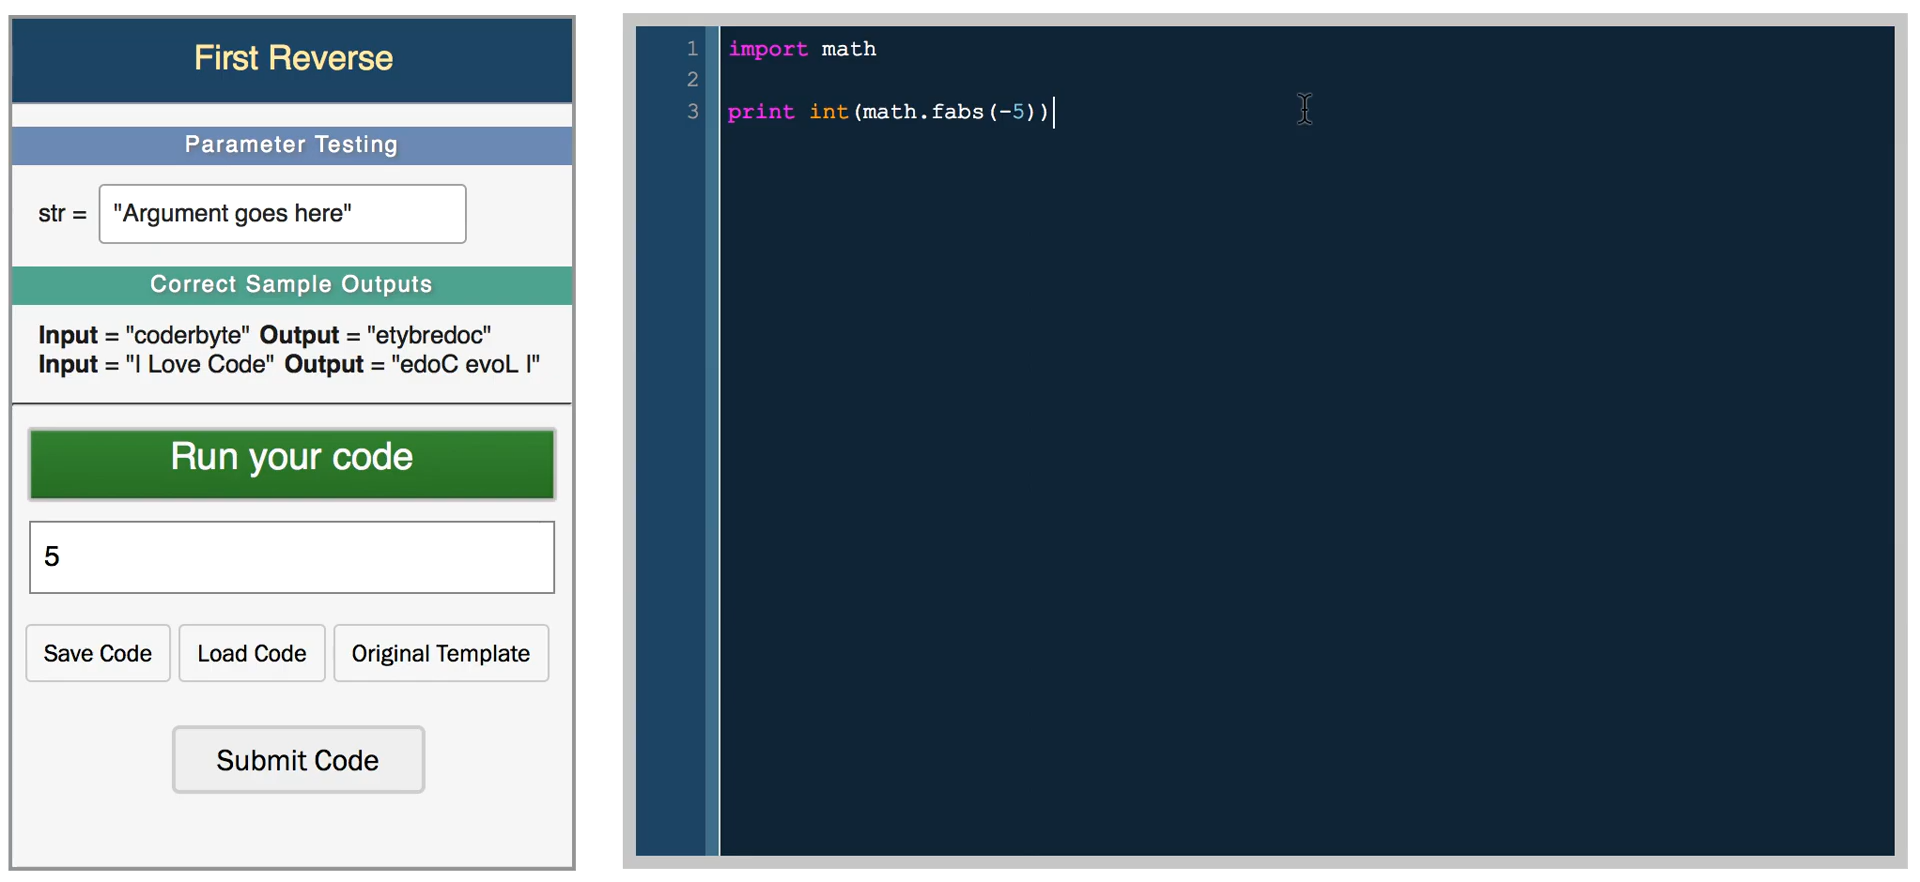 First Reverse
Parameter Testing
str = "Argument goes here"
Correct Sample Outputs
Input = "coderbyte" Output = "etybredoc"
Input = "I Love Code" Output = "edoC evoL I"
Run your code
5
Save Code Load Code Original Template
Submit Code
1 import math
2
3 print int(math.fabs(-5))